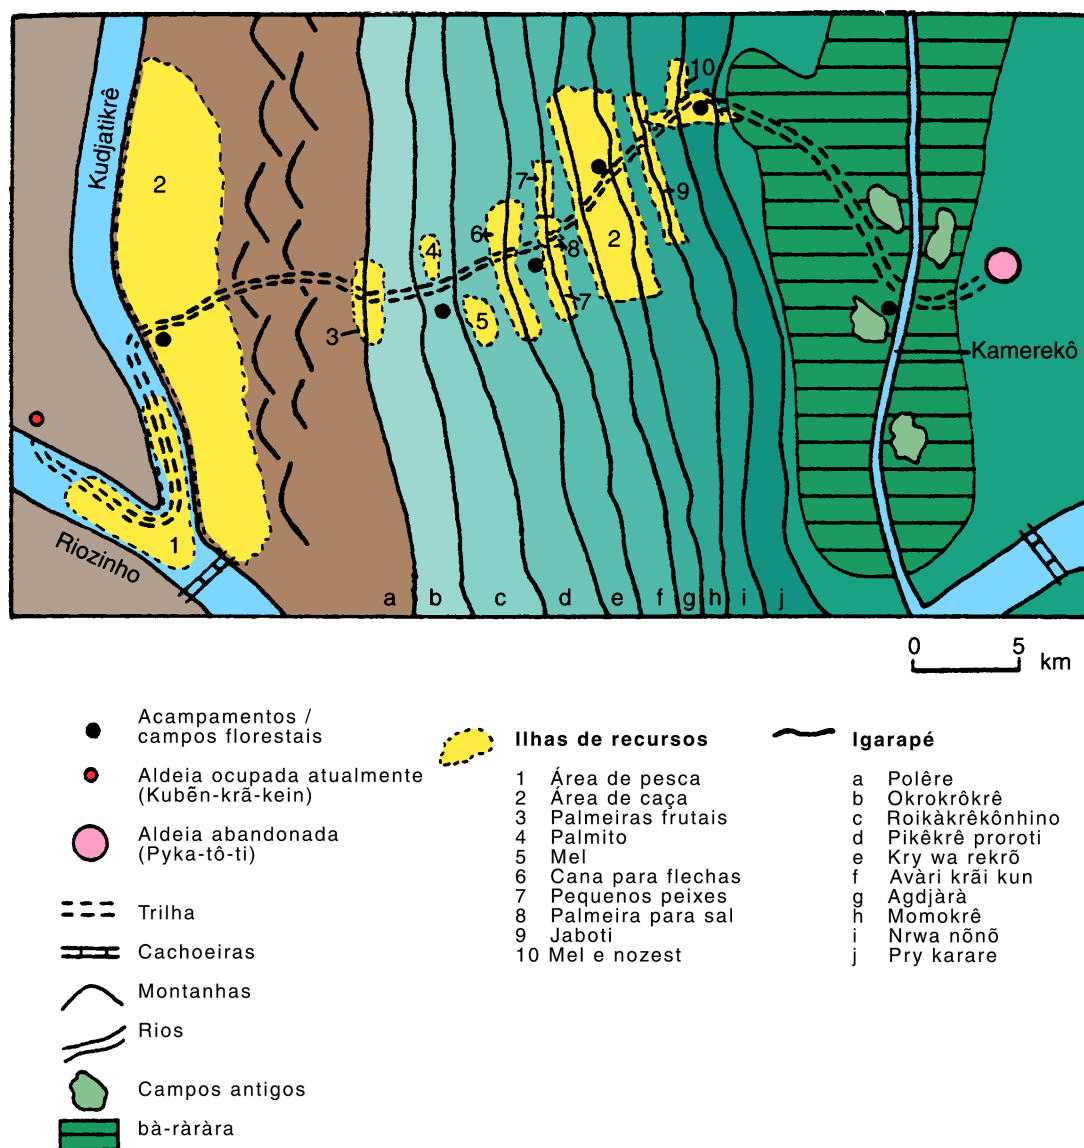 10
Kudjatikrê
2
7
9
6
4
8
2
7
5
3
Kamerekô
1
Riozinho
a b c d e f g h i j
0 5 km
Acampamentos /
campos florestais
Aldeia ocupada atualmente
(Kubẽn-krã-kein)
Aldeia abandonada
(Pyka-tô-ti)
Trilha
Cachoeiras
Montanhas
Rios
Campos antigos
bà-ràràra
Ilhas de recursos
1 Área de pesca
2 Área de caça
3 Palmeiras frutais
4 Palmito
5 Mel
6 Cana para flechas
7 Pequenos peixes
8 Palmeira para sal
9 Jaboti
10 Mel e nozest
Igarapé
a Polêre
b Okrokrôkrê
c Roikàkrêkônhino
d Pikêkrê proroti
e Kry wa rekrõ
f Avàri krãi kun
g Agdjàrà
h Momokrê
i Nrwa nõnõ
j Pry karare